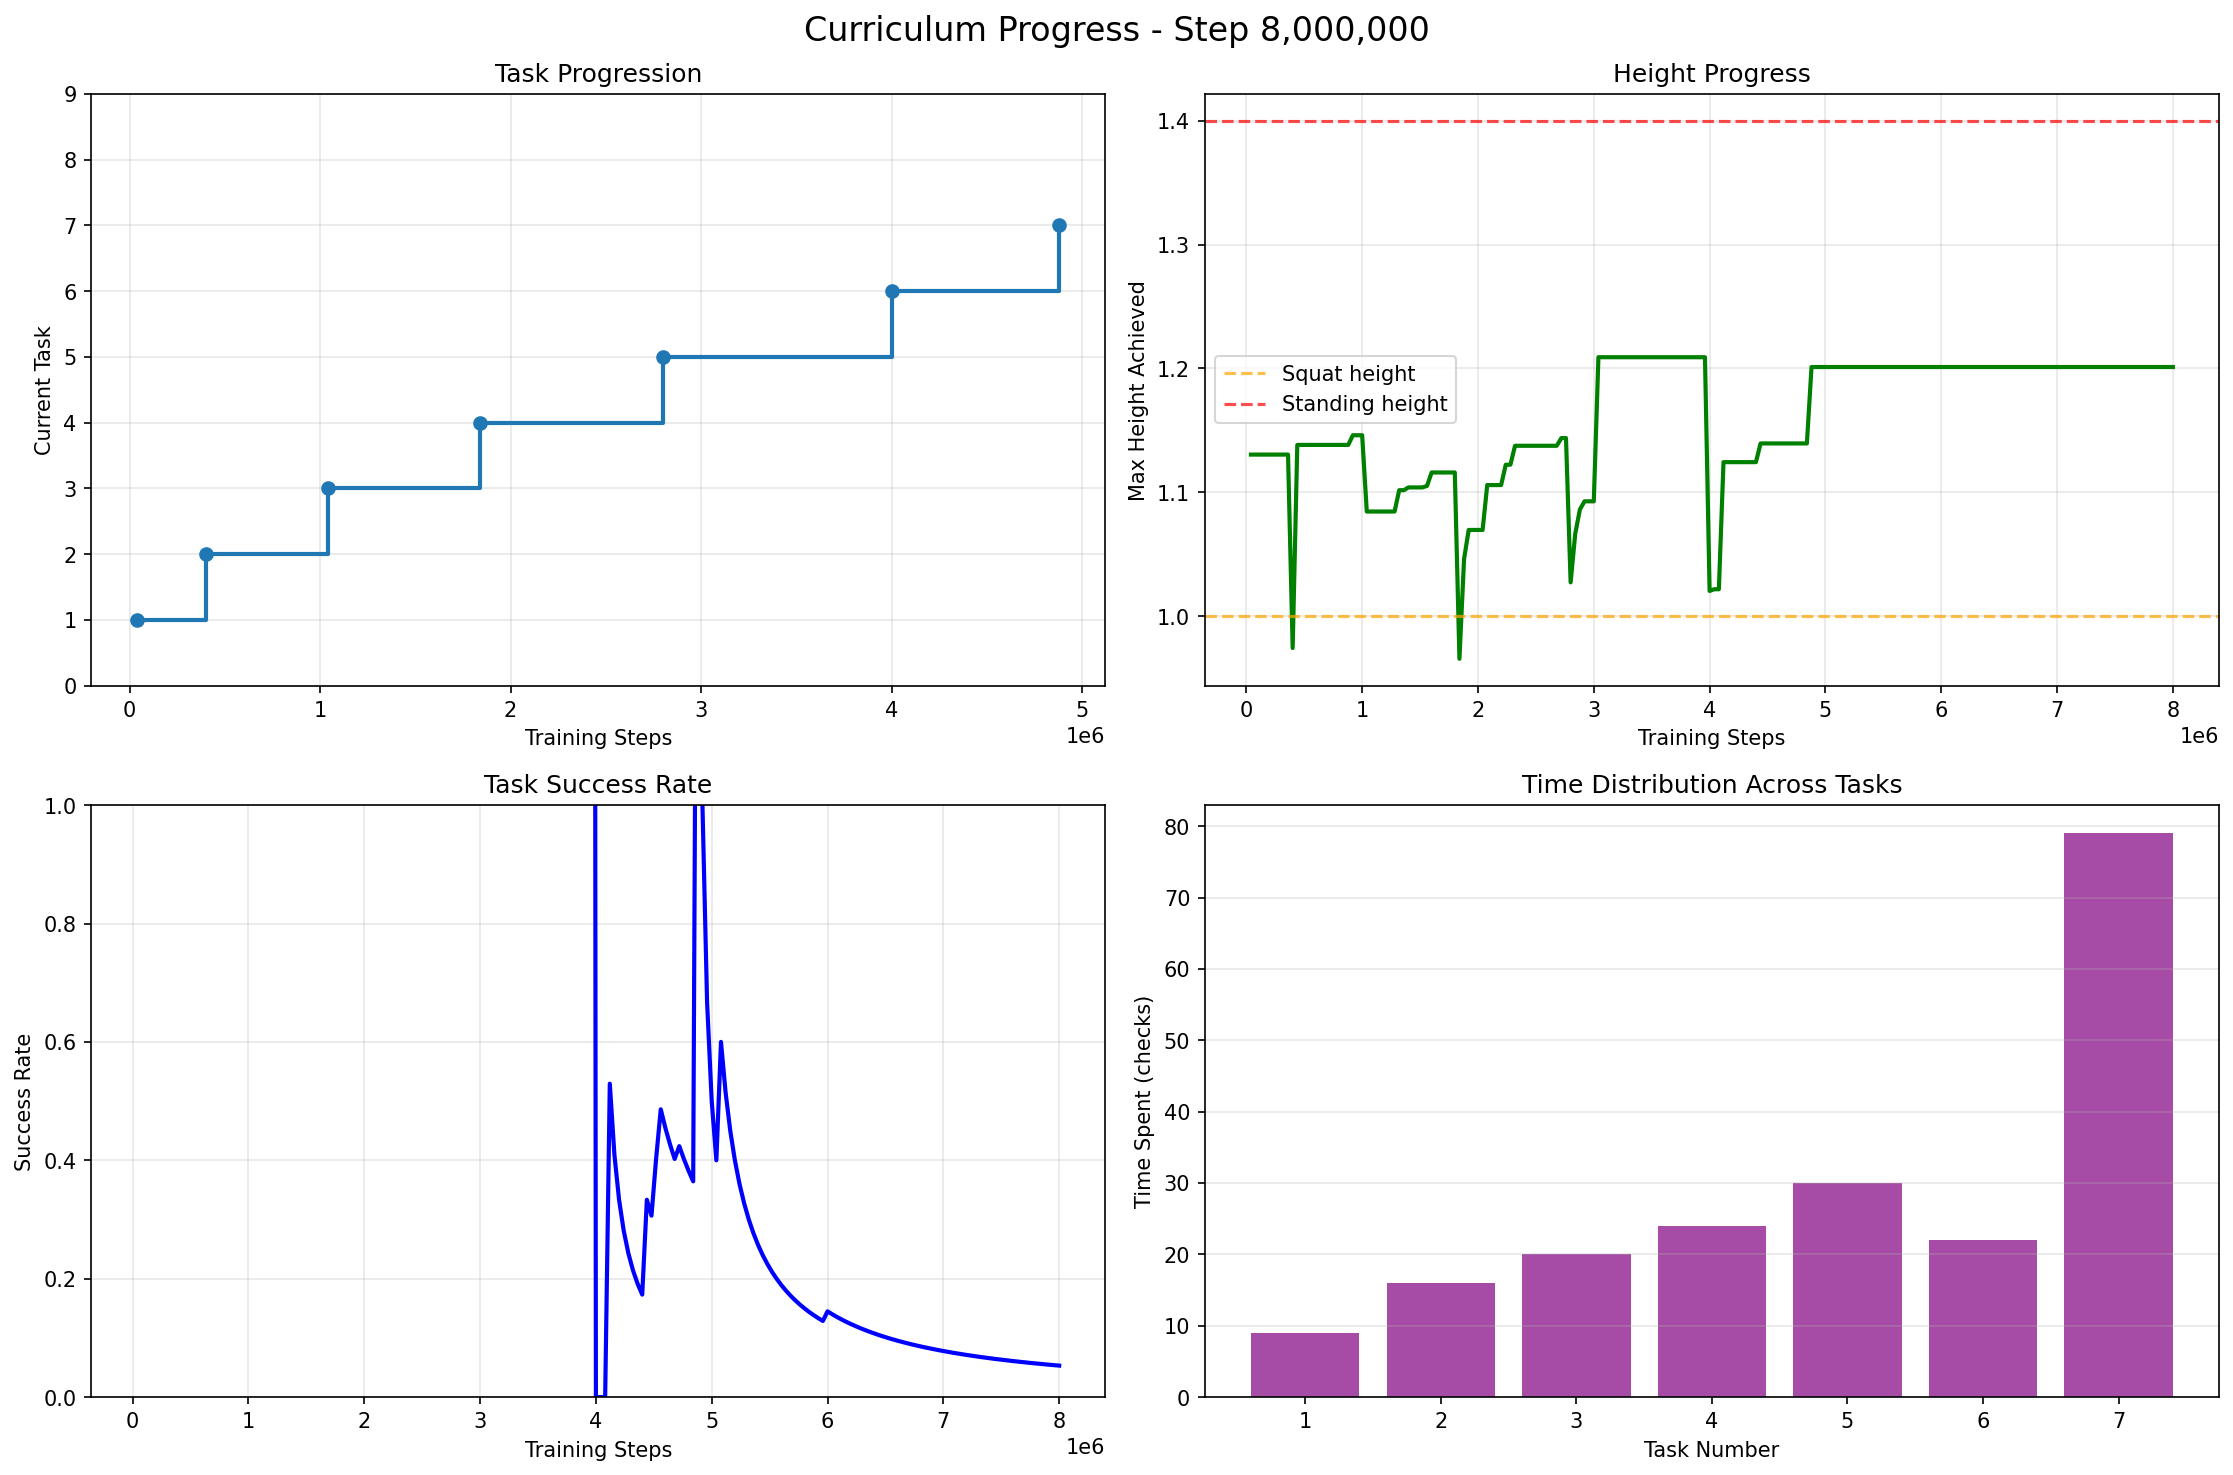 Curriculum Progress - Step 8,000,000
Task Progression
9
8
7
6
5
4
3
2
1
0
Current Task
0 1 2 3 4 5
1e6
Training Steps
Height Progress
1.4
1.3
1.2
1.1
1.0
Max Height Achieved
Squat height
Standing height
0 1 2 3 4 5 6 7 8
1e6
Training Steps
Task Success Rate
1.0
0.8
0.6
0.4
0.2
0.0
Success Rate
0 1 2 3 4 5 6 7 8
1e6
Training Steps
Time Distribution Across Tasks
80
70
60
50
40
30
20
10
0
Time Spent (checks)
1 2 3 4 5 6 7
Task Number